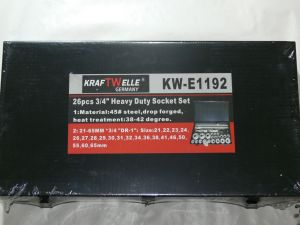 KRAFTWELLE®
GERMANY
KW-E1192
26pcs 3/4" Heavy Duty Socket Set
1:Material:45# steel,drop forged,
heat treatment:38-42 degree.
2: 21-65MM "3/4 "DR-1": Size:21,22,23,24,
26,27,28,29,30,31,32,34,36,38,41,46,50,
55,60,65mm